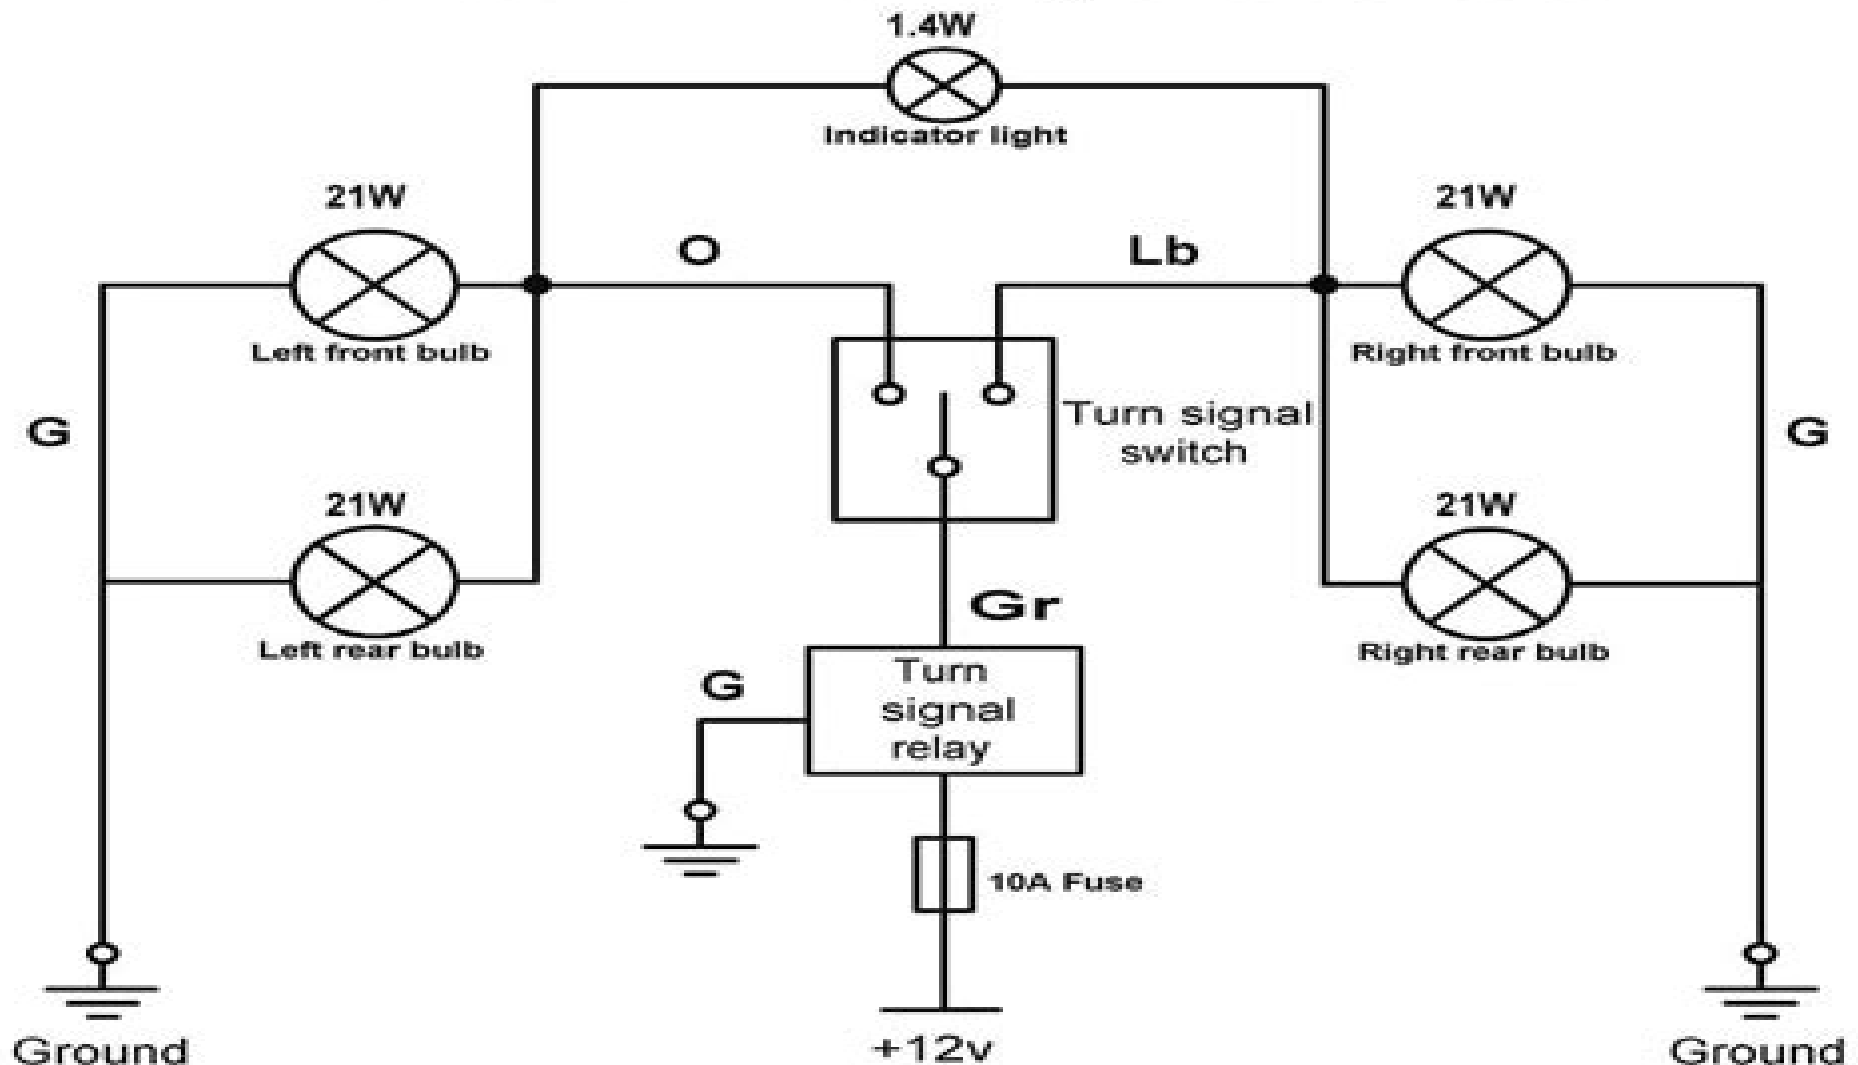 1.4W
Indicator light
21W
21W
O
Lb
Left front bulb
Right front bulb
Turn signal
switch
G
G
21W
21W
Gr
Left rear bulb
Right rear bulb
G
Turn
signal
relay
10A Fuse
Ground
+12v
Ground